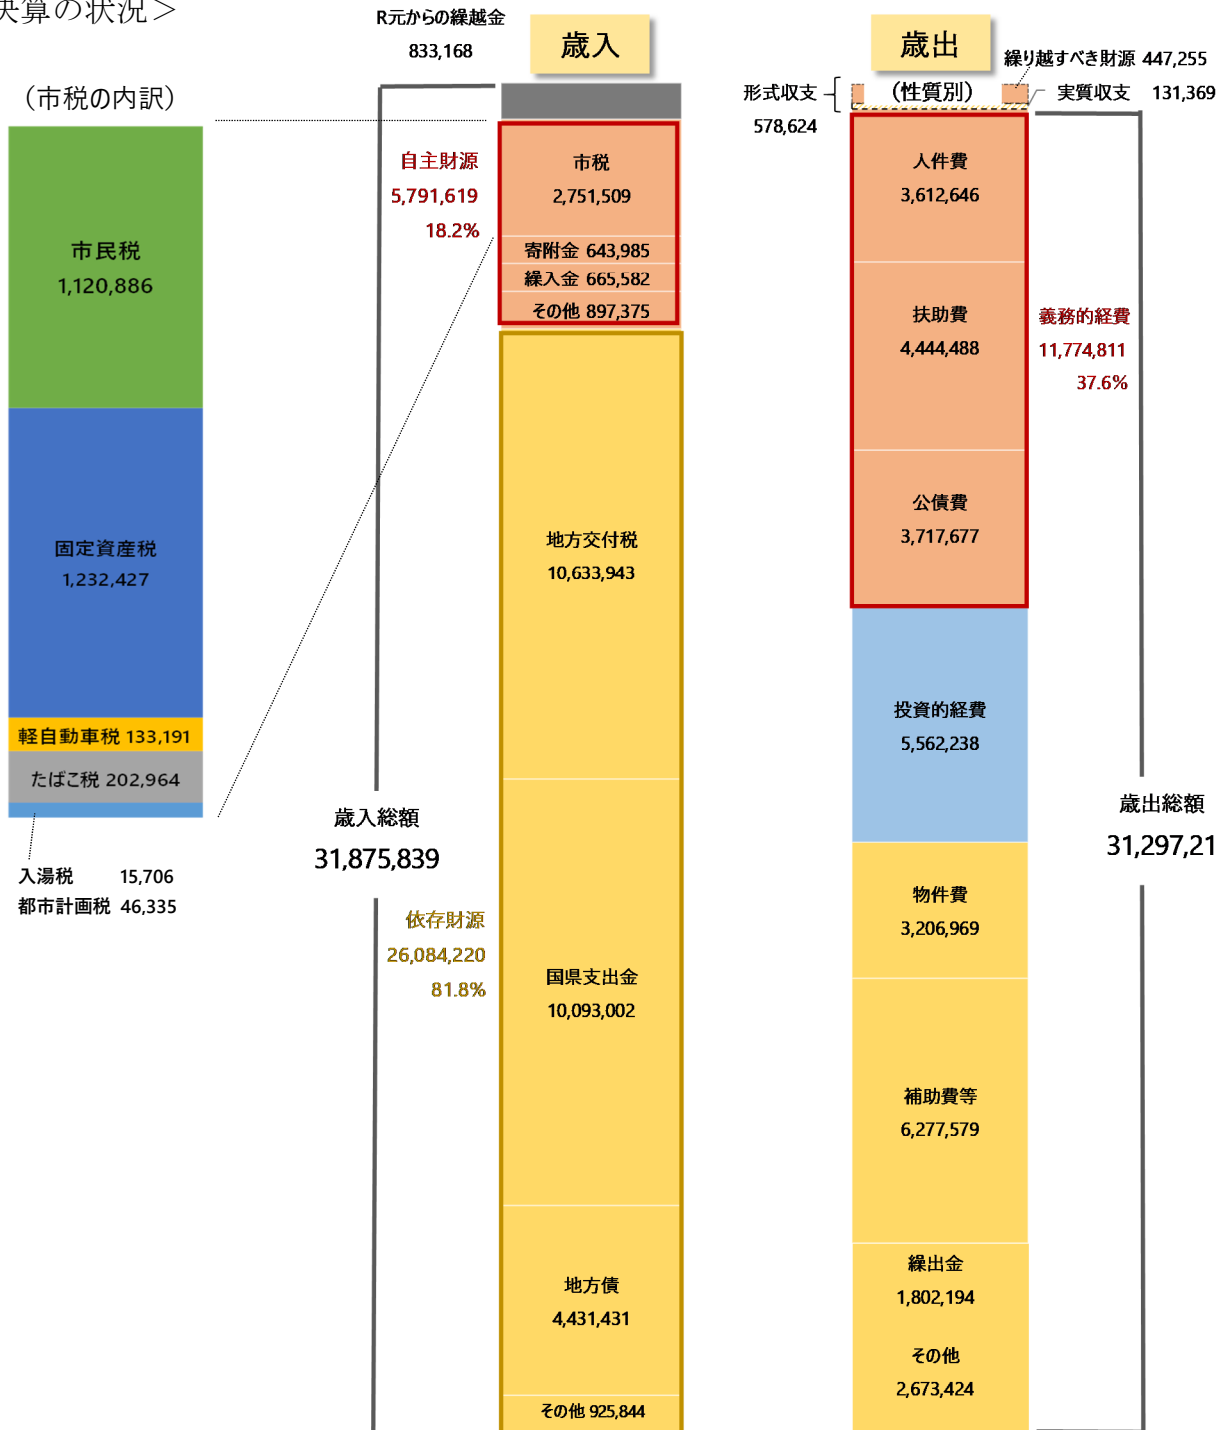 決算の状況＞
R元からの繰越金
833,168
歳入
歳出
繰り越すべき財源 447,255
（市税の内訳）
形式収支
578,624
（性質別）
実質収支 131,369
市民税
1,120,886
固定資産税
1,232,427
軽自動車税 133,191
たばこ税 202,964
入湯税 15,706
都市計画税 46,335
自主財源
5,791,619
18.2%
市税
2,751,509
寄附金 643,985
繰入金 665,582
その他 897,375
歳入総額
31,875,839
依存財源
26,084,220
81.8%
地方交付税
10,633,943
国県支出金
10,093,002
地方債
4,431,431
その他 925,844
人件費
3,612,646
扶助費
4,444,488
公債費
3,717,677
義務的経費
11,774,811
37.6%
投資的経費
5,562,238
物件費
3,206,969
補助費等
6,277,579
繰出金
1,802,194
その他
2,673,424
歳出総額
31,297,21